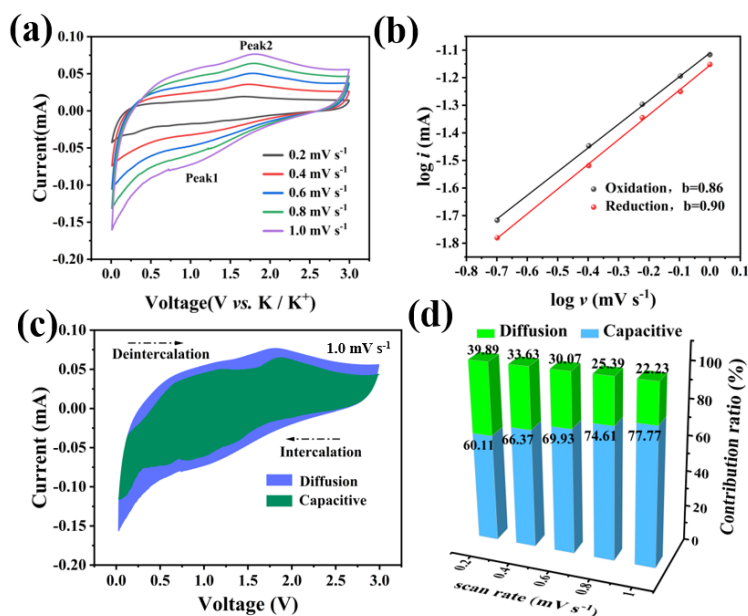 (a)
0.10
0.05
0.00
-0.05
-0.10
-0.15
-0.20
Current(mA)
Peak2
Peak1
0.2 mV s-1
0.4 mV s-1
0.6 mV s-1
0.8 mV s-1
1.0 mV s-1
0.0 0.5 1.0 1.5 2.0 2.5 3.0
Voltage(V vs. K / K+)
(b)
-1.1
-1.2
-1.3
-1.4
-1.5
-1.6
-1.7
-1.8
log i (mA)
Oxidation, b=0.86
Reduction, b=0.90
-0.8 -0.7 -0.6 -0.5 -0.4 -0.3 -0.2 -0.1 0.0 0.1
log v (mV s-1)
(c)
0.10
0.05
0.00
-0.05
-0.10
-0.15
-0.20
Current (mA)
Deintercalation
1.0 mV s-1
Intercalation
Diffusion
Capacitive
0.0 0.5 1.0 1.5 2.0 2.5 3.0
Voltage (V)
(d)
Diffusion
Capacitive
39.89 33.63 30.07 25.39 22.23
60.11 66.37 69.93 74.61 77.77
100
80
60
40
20
0
Contribution ratio (%)
0.2 0.4 0.6 0.8 1
scan rate (mV s-1)